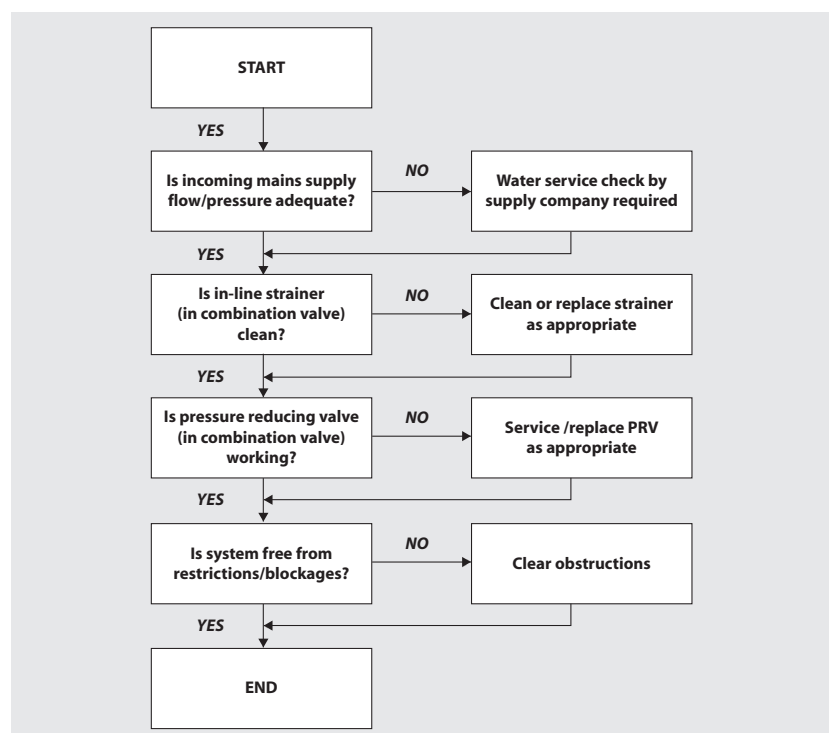 START
YES
Is incoming mains supply
flow/pressure adequate?
NO
Water service check by
supply company required
YES
Is in-line strainer
(in combination valve)
clean?
NO
Clean or replace strainer
as appropriate
YES
Is pressure reducing valve
(in combination valve)
working?
NO
Service /replace PRV
as appropriate
YES
Is system free from
restrictions/blockages?
NO
Clear obstructions
YES
END